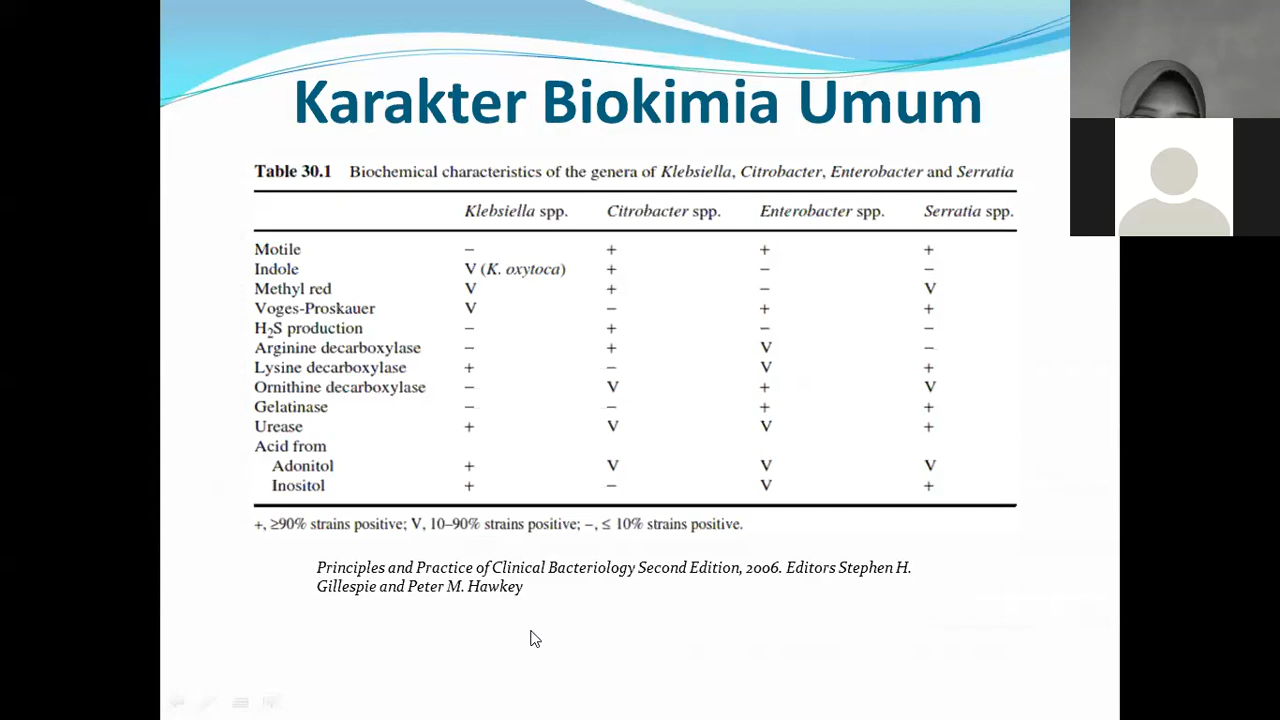 Karakter Biokimia Umum
Table 30.1 Biochemical characteristics of the genera of Klebsiella, Citrobacter, Enterobacter and Serratia
Klebsiella spp. Citrobacter spp. Enterobacter spp. Serratia spp.
Motile − + + +
Indole V (K. oxytoca) + − −
Methyl red V + − V
Voges-Proskauer V − + +
H₂S production − + − −
Arginine decarboxylase − + V −
Lysine decarboxylase + − V +
Ornithine decarboxylase − V + V
Gelatinase − − + +
Urease + V V +
Acid from
Adonitol + V V V
Inositol + − V +
+, ≥90% strains positive; V, 10–90% strains positive; −, ≤ 10% strains positive.
Principles and Practice of Clinical Bacteriology Second Edition, 2006. Editors Stephen H.
Gillespie and Peter M. Hawkey